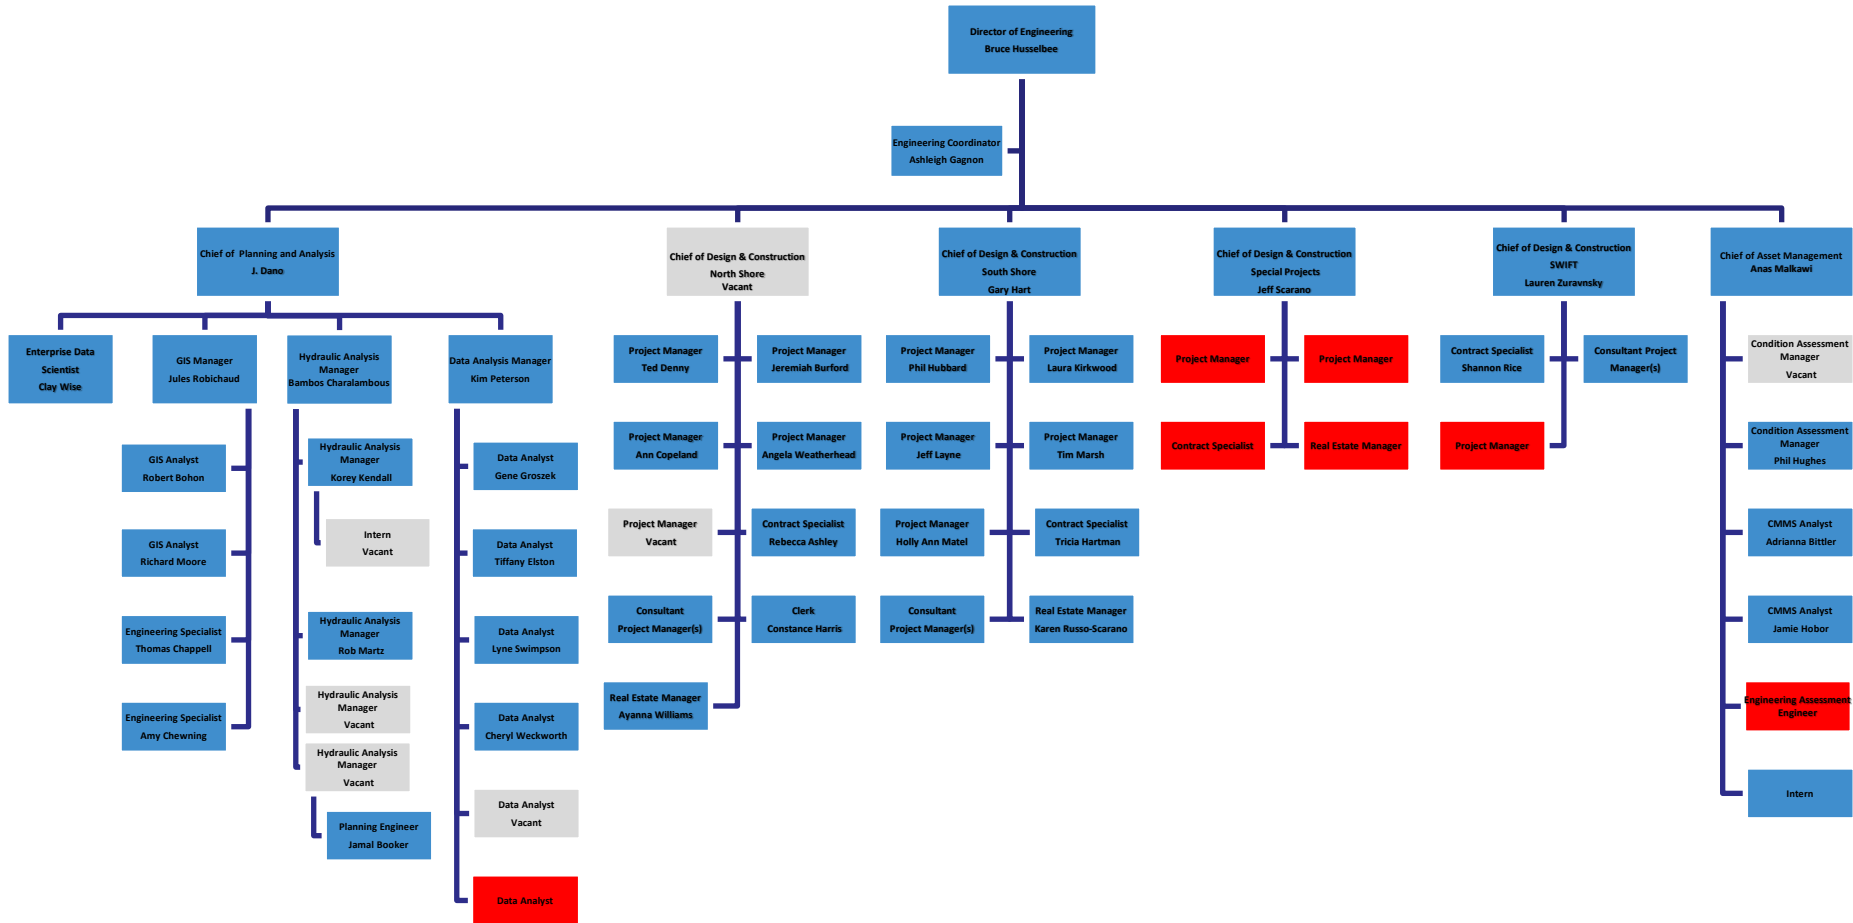 Director of Engineering
Bruce Husselbee
Engineering Coordinator
Ashleigh Gagnon
Chief of Planning and Analysis
J. Dano
Chief of Design & Construction
North Shore
Vacant
Chief of Design & Construction
South Shore
Gary Hart
Chief of Design & Construction
Special Projects
Jeff Scarano
Chief of Design & Construction
SWIFT
Lauren Zuravnsky
Chief of Asset Management
Anas Malkawi
Enterprise Data
Scientist
Clay Wise
GIS Manager
Jules Robichaud
Hydraulic Analysis
Manager
Bambos Charalambous
Data Analysis Manager
Kim Peterson
GIS Analyst
Robert Bohon
GIS Analyst
Richard Moore
Engineering Specialist
Thomas Chappell
Engineering Specialist
Amy Chewning
Hydraulic Analysis
Manager
Korey Kendall
Intern
Vacant
Hydraulic Analysis
Manager
Rob Martz
Hydraulic Analysis
Manager
Vacant
Hydraulic Analysis
Manager
Vacant
Planning Engineer
Jamal Booker
Data Analyst
Gene Groszek
Data Analyst
Tiffany Elston
Data Analyst
Lyne Swimpson
Data Analyst
Cheryl Weckworth
Data Analyst
Vacant
Data Analyst
Project Manager
Ted Denny
Project Manager
Jeremiah Burford
Project Manager
Ann Copeland
Project Manager
Angela Weatherhead
Project Manager
Vacant
Contract Specialist
Rebecca Ashley
Consultant
Project Manager(s)
Clerk
Constance Harris
Real Estate Manager
Ayanna Williams
Project Manager
Phil Hubbard
Project Manager
Laura Kirkwood
Project Manager
Jeff Layne
Project Manager
Tim Marsh
Project Manager
Holly Ann Matel
Contract Specialist
Tricia Hartman
Consultant
Project Manager(s)
Real Estate Manager
Karen Russo-Scarano
Project Manager
Project Manager
Contract Specialist
Real Estate Manager
Contract Specialist
Shannon Rice
Consultant Project
Manager(s)
Project Manager
Condition Assessment
Manager
Vacant
Condition Assessment
Manager
Phil Hughes
CMMS Analyst
Adrianna Bittler
CMMS Analyst
Jamie Hobor
Engineering Assessment
Engineer
Intern